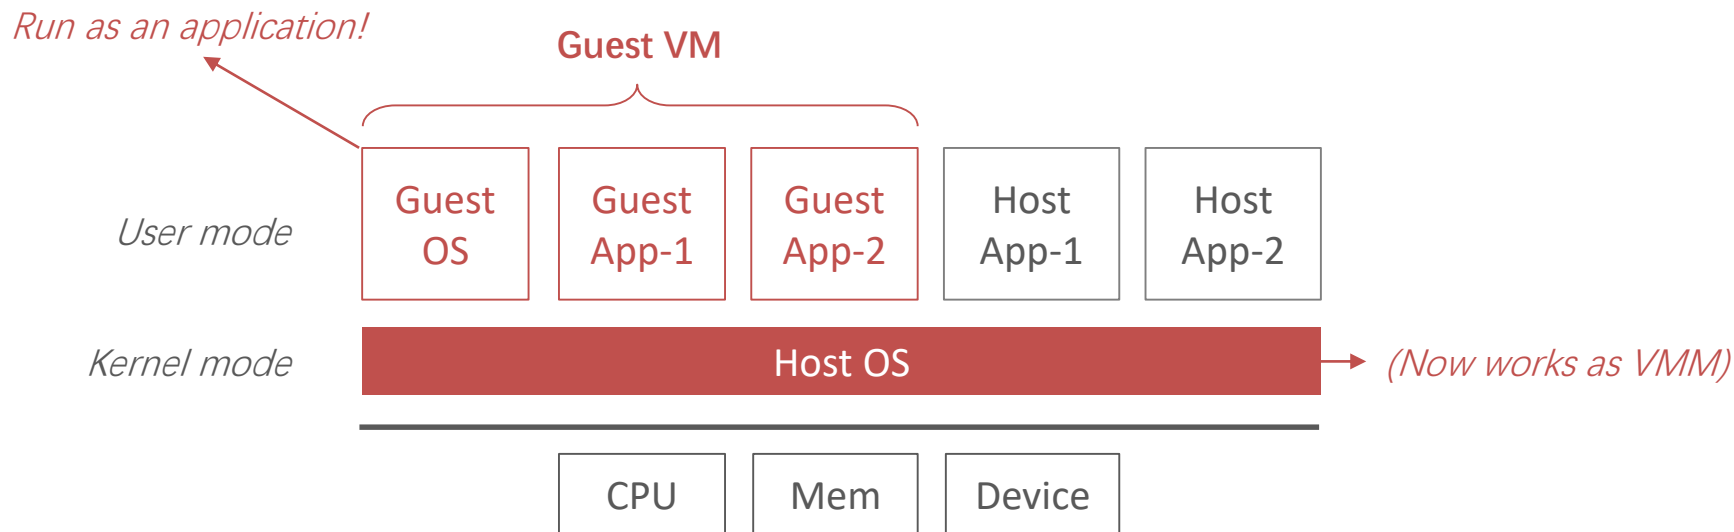 Run as an application!
Guest VM
User mode
Guest
OS
Guest
App-1
Guest
App-2
Host
App-1
Host
App-2
Kernel mode
Host OS
(Now works as VMM)
CPU
Mem
Device